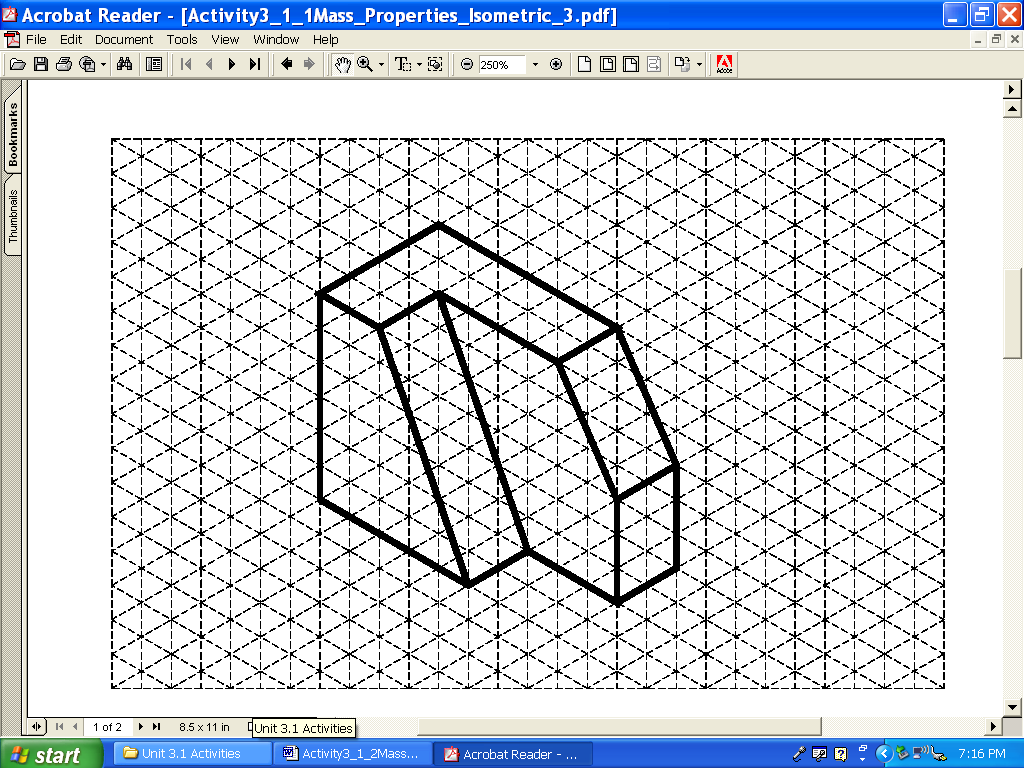 Acrobat Reader - [Activity3_1_1Mass_Properties_Isometric_3.pdf]
File Edit Document Tools View Window Help
250%
Adobe
Bookmarks
Thumbnails
1 of 2 8.5 x 11 in
Unit 3.1 Activities
start Unit 3.1 Activities Activity3_1_2Mass... Acrobat Reader - ... 7:16 PM